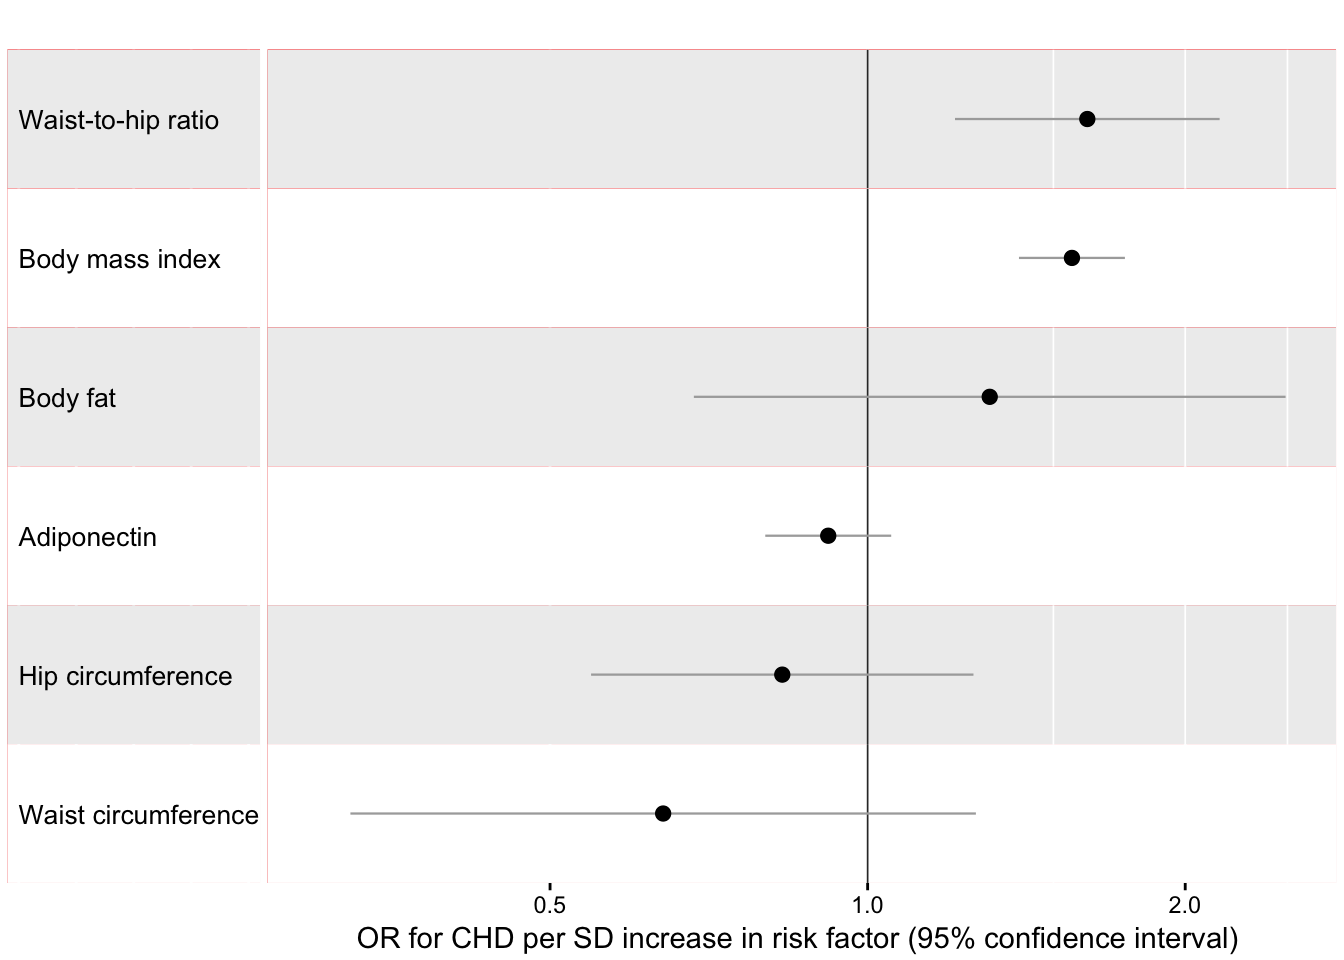 Waist-to-hip ratio
Body mass index
Body fat
Adiponectin
Hip circumference
Waist circumference
0.5 1.0 2.0
OR for CHD per SD increase in risk factor (95% confidence interval)